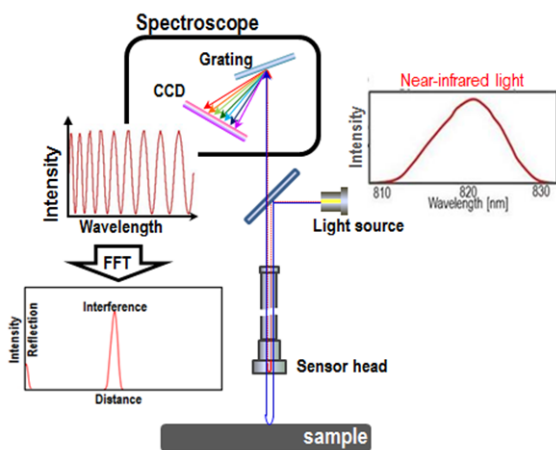 Spectroscope
Grating
CCD
Near-infrared light
Intensity
810
820
830
Wavelength [nm]
Intensity
Wavelength
Light source
FFT
Intensity
Reflection
Interference
Distance
Sensor head
sample